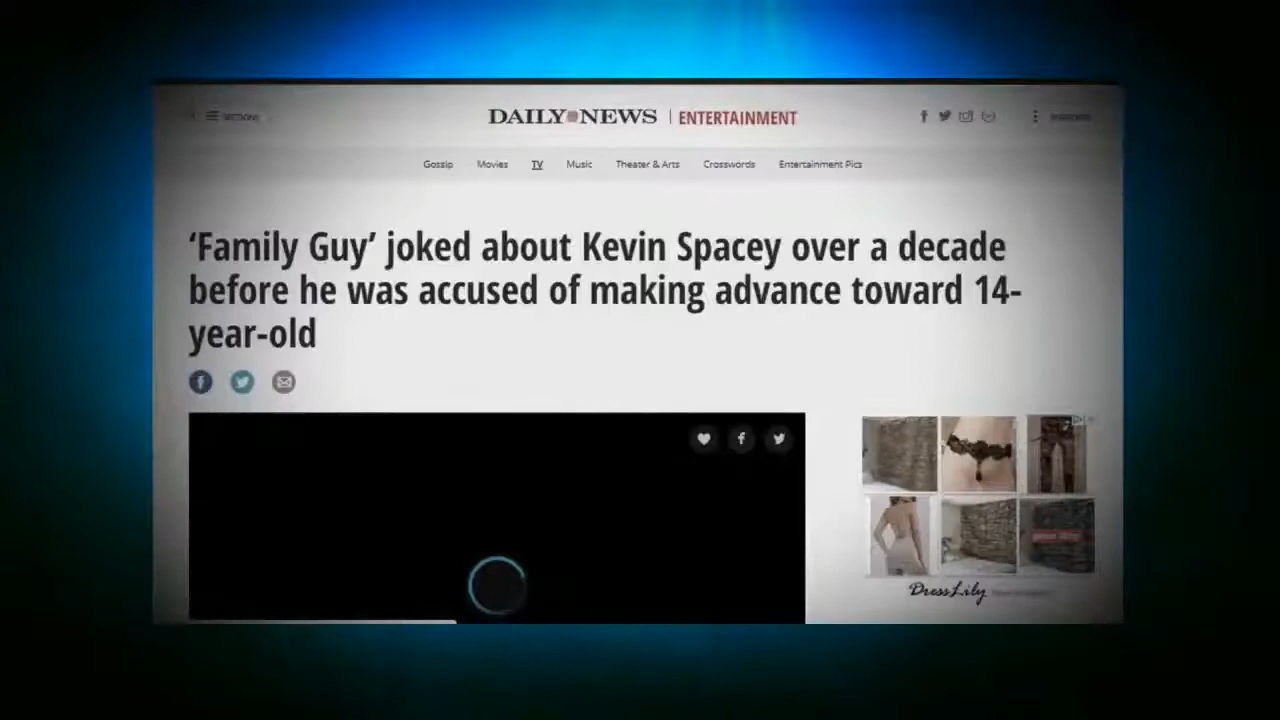 SECTIONS
DAILY NEWS | ENTERTAINMENT
Gossip Movies TV Music Theater & Arts Crosswords Entertainment Pics
‘Family Guy’ joked about Kevin Spacey over a decade
before he was accused of making advance toward 14-
year-old
DressLily